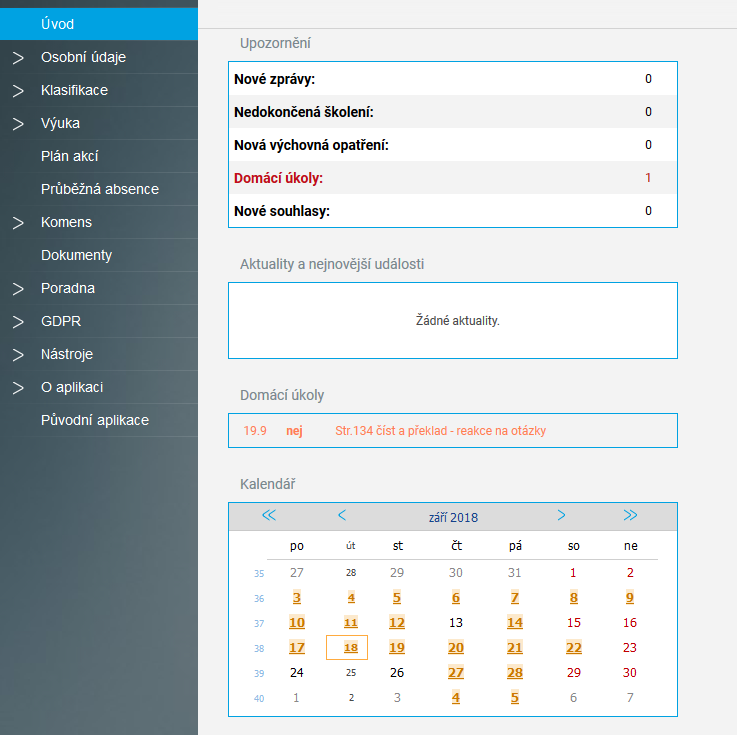 Úvod
Osobní údaje
Klasifikace
Výuka
Plán akcí
Průběžná absence
Komens
Dokumenty
Poradna
GDPR
Nástroje
O aplikaci
Původní aplikace
Upozornění
Nové zprávy: 0
Nedokončená školení: 0
Nová výchovná opatření: 0
Domácí úkoly: 1
Nové souhlasy: 0
Aktuality a nejnovější události
Žádné aktuality.
Domácí úkoly
19.9 nej Str.134 číst a překlad - reakce na otázky
Kalendář
září 2018
po út st čt pá so ne
35 27 28 29 30 31 1 2
36 3 4 5 6 7 8 9
37 10 11 12 13 14 15 16
38 17 18 19 20 21 22 23
39 24 25 26 27 28 29 30
40 1 2 3 4 5 6 7